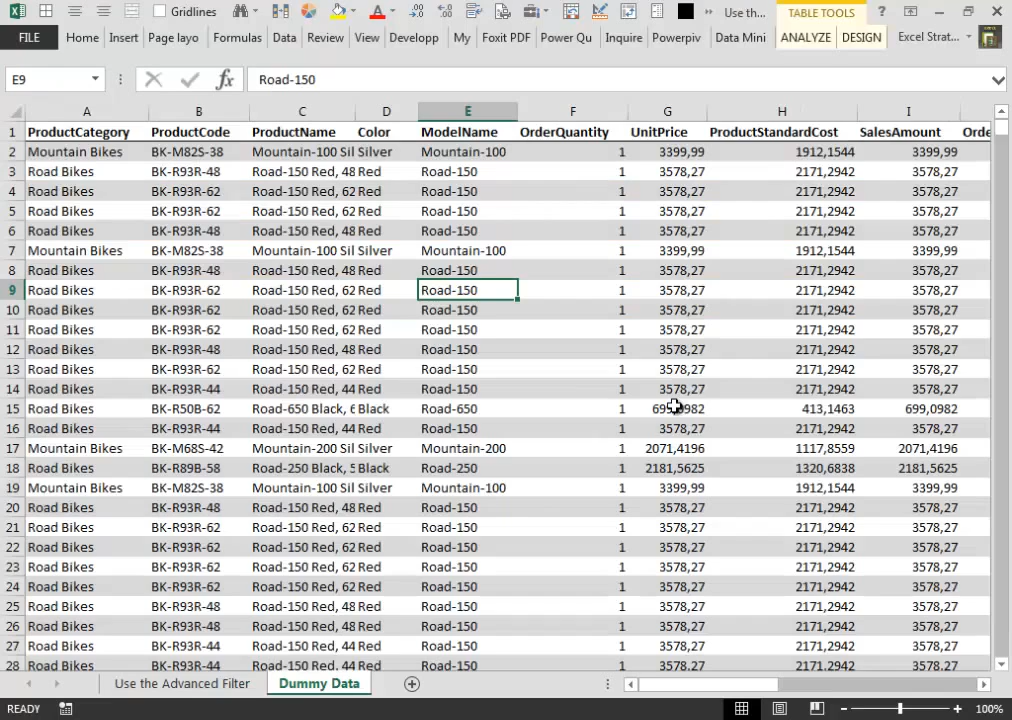 Gridlines Use th... TABLE TOOLS ?
FILE Home Insert Page layo Formulas Data Review View Developp My Foxit PDF Power Qu Inquire Powerpiv Data Mini ANALYZE DESIGN Excel Strat...
E9 fx Road-150
A B C D E F G H I
1 ProductCategory ProductCode ProductName Color ModelName OrderQuantity UnitPrice ProductStandardCost SalesAmount Orde
2 Mountain Bikes BK-M82S-38 Mountain-100 Sil Silver Mountain-100 1 3399,99 1912,1544 3399,99
3 Road Bikes BK-R93R-48 Road-150 Red, 48 Red Road-150 1 3578,27 2171,2942 3578,27
4 Road Bikes BK-R93R-62 Road-150 Red, 62 Red Road-150 1 3578,27 2171,2942 3578,27
5 Road Bikes BK-R93R-62 Road-150 Red, 62 Red Road-150 1 3578,27 2171,2942 3578,27
6 Road Bikes BK-R93R-62 Road-150 Red, 62 Red Road-150 1 3578,27 2171,2942 3578,27
7 Mountain Bikes BK-M82S-38 Mountain-100 Sil Silver Mountain-100 1 3399,99 1912,1544 3399,99
8 Road Bikes BK-R93R-48 Road-150 Red, 48 Red Road-150 1 3578,27 2171,2942 3578,27
9 Road Bikes BK-R93R-62 Road-150 Red, 62 Red Road-150 1 3578,27 2171,2942 3578,27
10 Road Bikes BK-R93R-62 Road-150 Red, 62 Red Road-150 1 3578,27 2171,2942 3578,27
11 Road Bikes BK-R93R-62 Road-150 Red, 62 Red Road-150 1 3578,27 2171,2942 3578,27
12 Road Bikes BK-R93R-48 Road-150 Red, 48 Red Road-150 1 3578,27 2171,2942 3578,27
13 Road Bikes BK-R93R-62 Road-150 Red, 62 Red Road-150 1 3578,27 2171,2942 3578,27
14 Road Bikes BK-R93R-44 Road-150 Red, 44 Red Road-150 1 3578,27 2171,2942 3578,27
15 Road Bikes BK-R50B-62 Road-650 Black, 6 Black Road-650 1 413,1463 699,0982
16 Road Bikes BK-R93R-44 Road-150 Red, 44 Red Road-150 1 3578,27 2171,2942 3578,27
17 Mountain Bikes BK-M68S-42 Mountain-200 Sil Silver Mountain-200 1 2071,4196 1117,8559 2071,4196
18 Road Bikes BK-R89B-58 Road-250 Black, 5 Black Road-250 1 2181,5625 1320,6838 2181,5625
19 Mountain Bikes BK-M82S-38 Mountain-100 Sil Silver Mountain-100 1 3399,99 1912,1544 3399,99
20 Road Bikes BK-R93R-48 Road-150 Red, 48 Red Road-150 1 3578,27 2171,2942 3578,27
21 Road Bikes BK-R93R-62 Road-150 Red, 62 Red Road-150 1 3578,27 2171,2942 3578,27
22 Road Bikes BK-R93R-62 Road-150 Red, 62 Red Road-150 1 3578,27 2171,2942 3578,27
23 Road Bikes BK-R93R-62 Road-150 Red, 62 Red Road-150 1 3578,27 2171,2942 3578,27
24 Road Bikes BK-R93R-62 Road-150 Red, 62 Red Road-150 1 3578,27 2171,2942 3578,27
25 Road Bikes BK-R93R-48 Road-150 Red, 48 Red Road-150 1 3578,27 2171,2942 3578,27
26 Road Bikes BK-R93R-48 Road-150 Red, 48 Red Road-150 1 3578,27 2171,2942 3578,27
27 Road Bikes BK-R93R-44 Road-150 Red, 44 Red Road-150 1 3578,27 2171,2942 3578,27
28 Road Bikes BK-R93R-44 Road-150 Red, 44 Red Road-150 1 3578,27 2171,2942 3578,27
Use the Advanced Filter Dummy Data
READY 100%